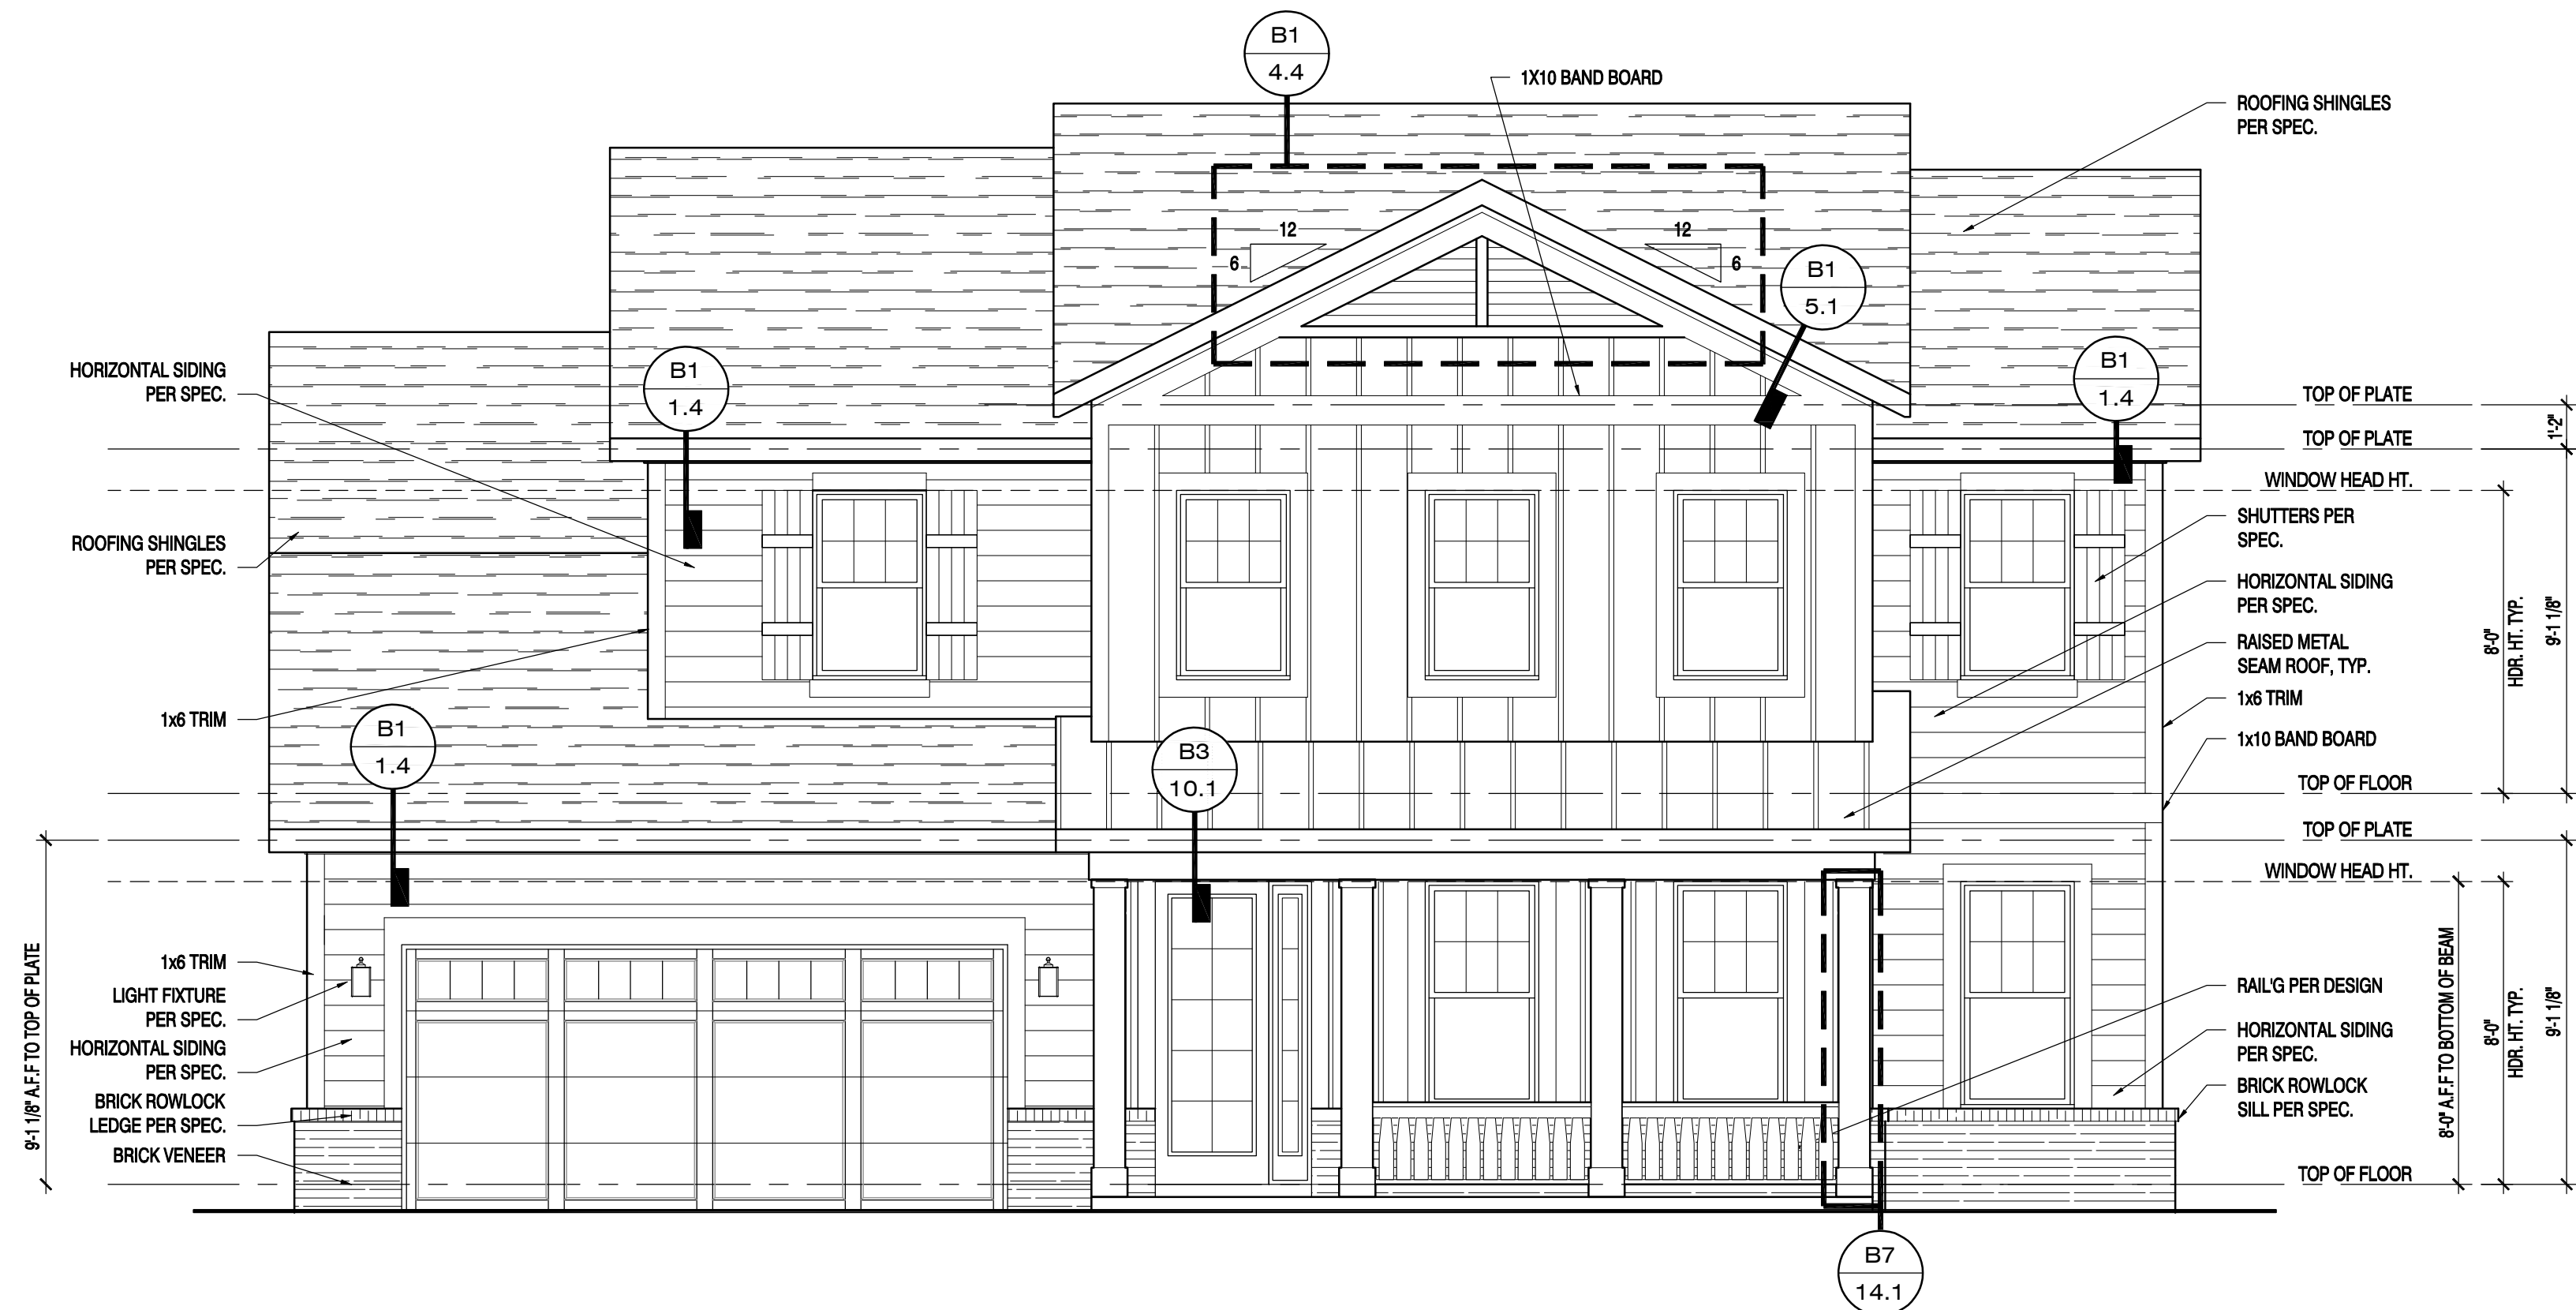 B1
4.4
1X10 BAND BOARD
ROOFING SHINGLES
PER SPEC.
12
6
12
6
B1
5.1
HORIZONTAL SIDING
PER SPEC.
B1
1.4
B1
1.4
TOP OF PLATE
1'-2"
TOP OF PLATE
WINDOW HEAD HT.
ROOFING SHINGLES
PER SPEC.
SHUTTERS PER
SPEC.
HORIZONTAL SIDING
PER SPEC.
8'-0"
HDR. HT. TYP.
9'-1 1/8"
RAISED METAL
SEAM ROOF, TYP.
1x6 TRIM
1x6 TRIM
B1
1.4
B3
10.1
1x10 BAND BOARD
TOP OF FLOOR
TOP OF PLATE
WINDOW HEAD HT.
9'-1 1/8" A.F.F TO TOP OF PLATE
1x6 TRIM
LIGHT FIXTURE
PER SPEC.
HORIZONTAL SIDING
PER SPEC.
BRICK ROWLOCK
LEDGE PER SPEC.
BRICK VENEER
RAIL'G PER DESIGN
HORIZONTAL SIDING
PER SPEC.
BRICK ROWLOCK
SILL PER SPEC.
8'-0" A.F.F TO BOTTOM OF BEAM
8'-0"
HDR. HT. TYP.
9'-1 1/8"
TOP OF FLOOR
B7
14.1